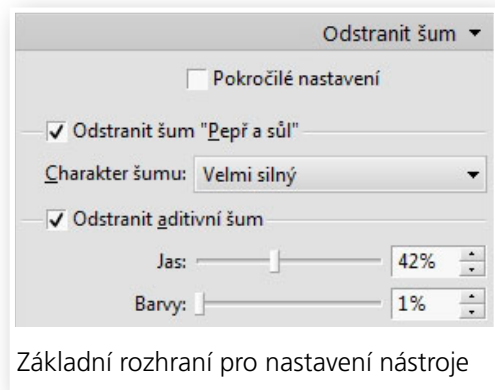 Odstranit šum
Pokročilé nastavení
Odstranit šum "Pepř a sůl"
Charakter šumu: Velmi silný
Odstranit aditivní šum
Jas: 42%
Barvy: 1%
Základní rozhraní pro nastavení nástroje